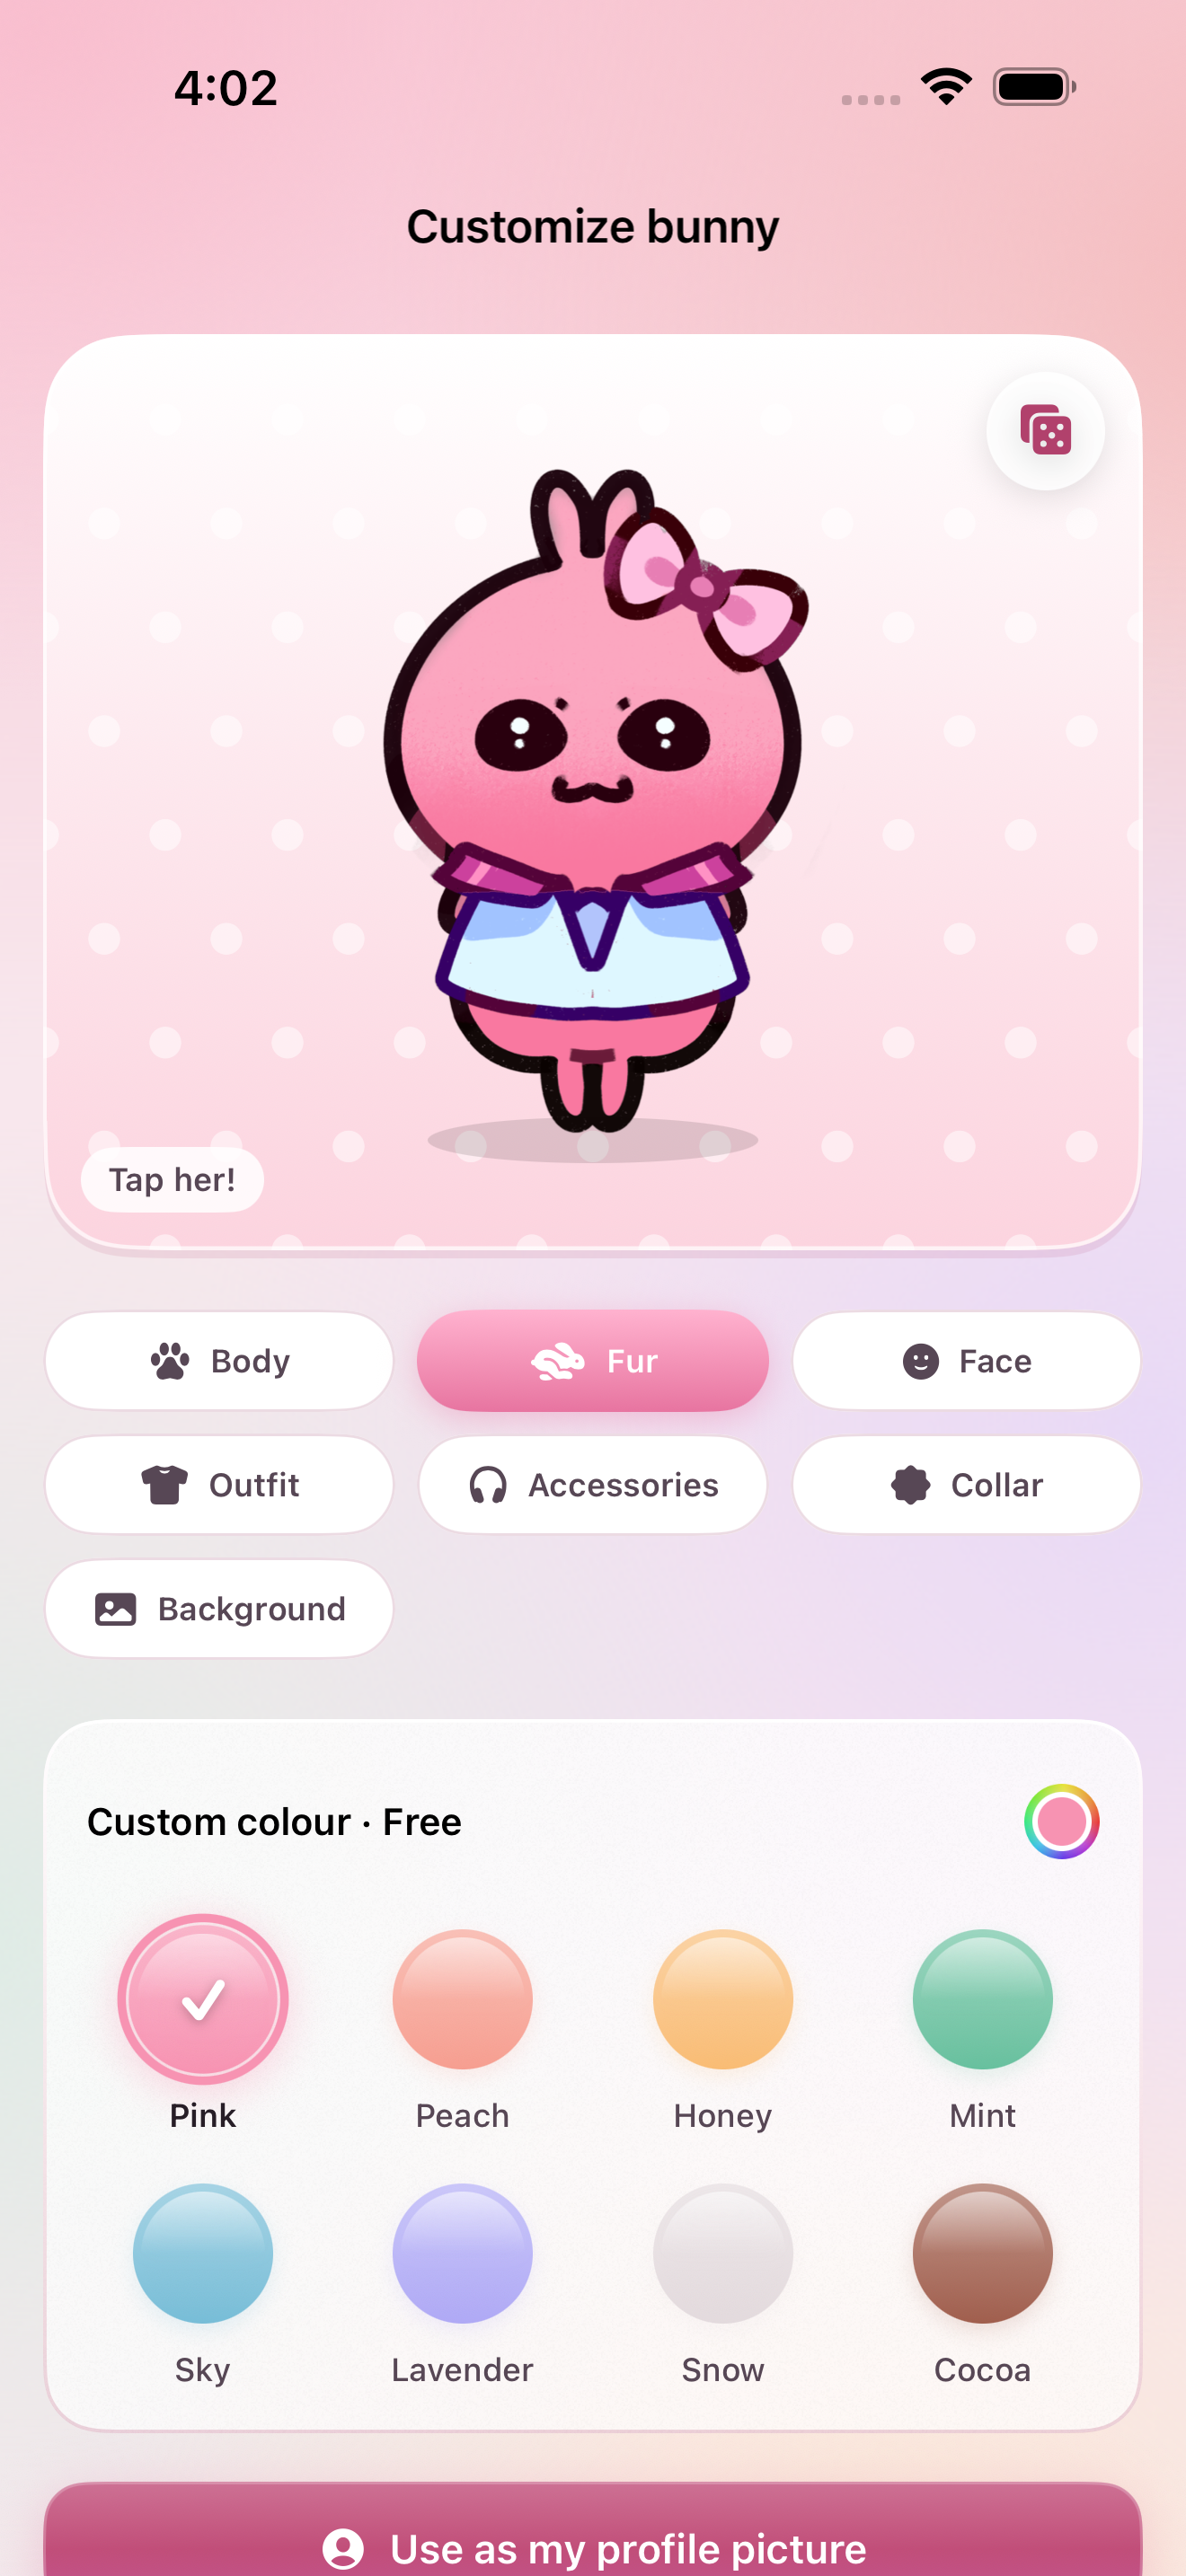 4:02
Customize bunny
Tap her!
Body
Fur
Face
Outfit
Accessories
Collar
Background
Custom colour · Free
Pink
Peach
Honey
Mint
Sky
Lavender
Snow
Cocoa
Use as my profile picture